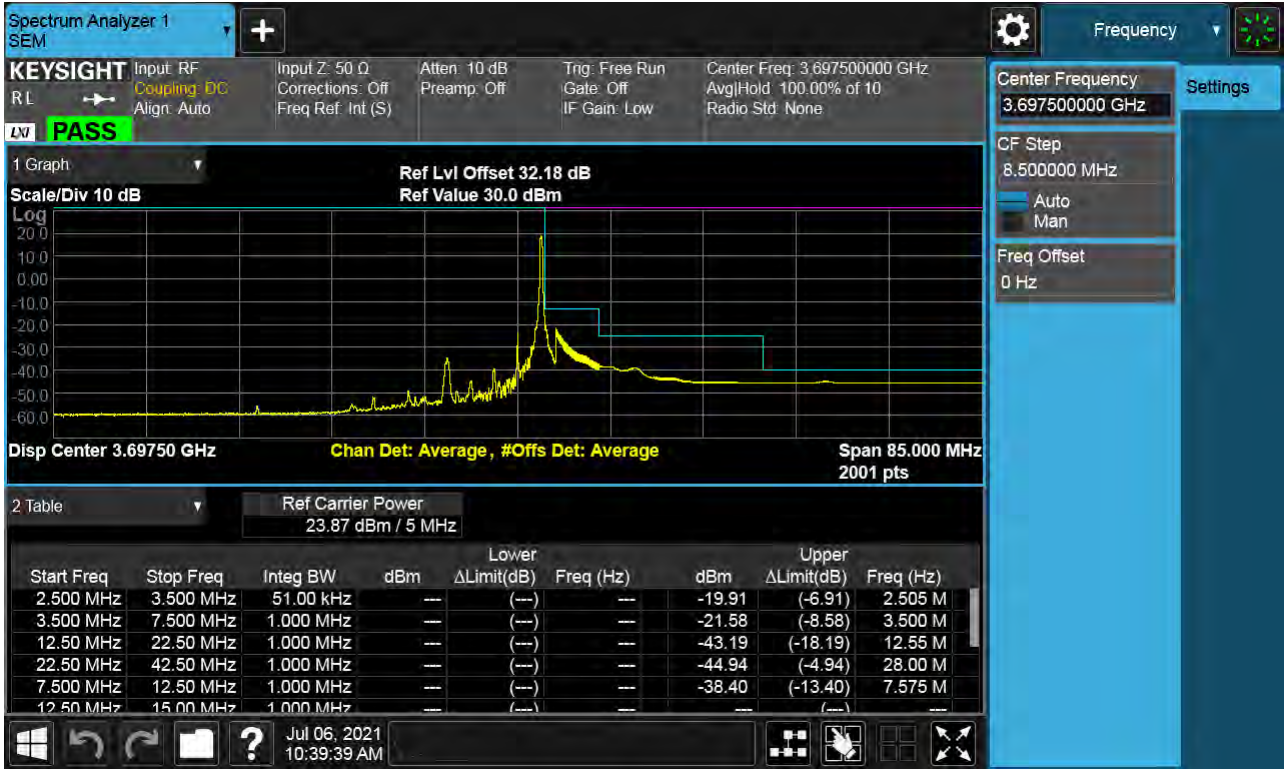 Spectrum Analyzer 1
SEM
Frequency
KEYSIGHT
Input: RF
Coupling: DC
Align: Auto
Input Z: 50 Ω
Corrections: Off
Freq Ref: Int (S)
Atten: 10 dB
Preamp: Off
Trig: Free Run
Gate: Off
IF Gain: Low
Center Freq: 3.697500000 GHz
Avg|Hold: 100.00% of 10
Radio Std: None
R L
LXI
PASS
Center Frequency
3.697500000 GHz
Settings
CF Step
8.500000 MHz
Auto
Man
Freq Offset
0 Hz
1 Graph
Ref Lvl Offset 32.18 dB
Scale/Div 10 dB
Ref Value 30.0 dBm
Log
20.0
10.0
0.00
-10.0
-20.0
-30.0
-40.0
-50.0
-60.0
Disp Center 3.69750 GHz
Chan Det: Average, #Offs Det: Average
Span 85.000 MHz
2001 pts
2 Table
Ref Carrier Power
23.87 dBm / 5 MHz
Lower Upper
Start Freq Stop Freq Integ BW dBm ΔLimit(dB) Freq (Hz) dBm ΔLimit(dB) Freq (Hz)
2.500 MHz 3.500 MHz 51.00 kHz --- (---) --- -19.91 (-6.91) 2.505 M
3.500 MHz 7.500 MHz 1.000 MHz --- (---) --- -21.58 (-8.58) 3.500 M
12.50 MHz 22.50 MHz 1.000 MHz --- (---) --- -43.19 (-18.19) 12.55 M
22.50 MHz 42.50 MHz 1.000 MHz --- (---) --- -44.94 (-4.94) 28.00 M
7.500 MHz 12.50 MHz 1.000 MHz --- (---) --- -38.40 (-13.40) 7.575 M
12.50 MHz 15.00 MHz 1.000 MHz --- (---) --- --- (---) ---
Jul 06, 2021
10:39:39 AM